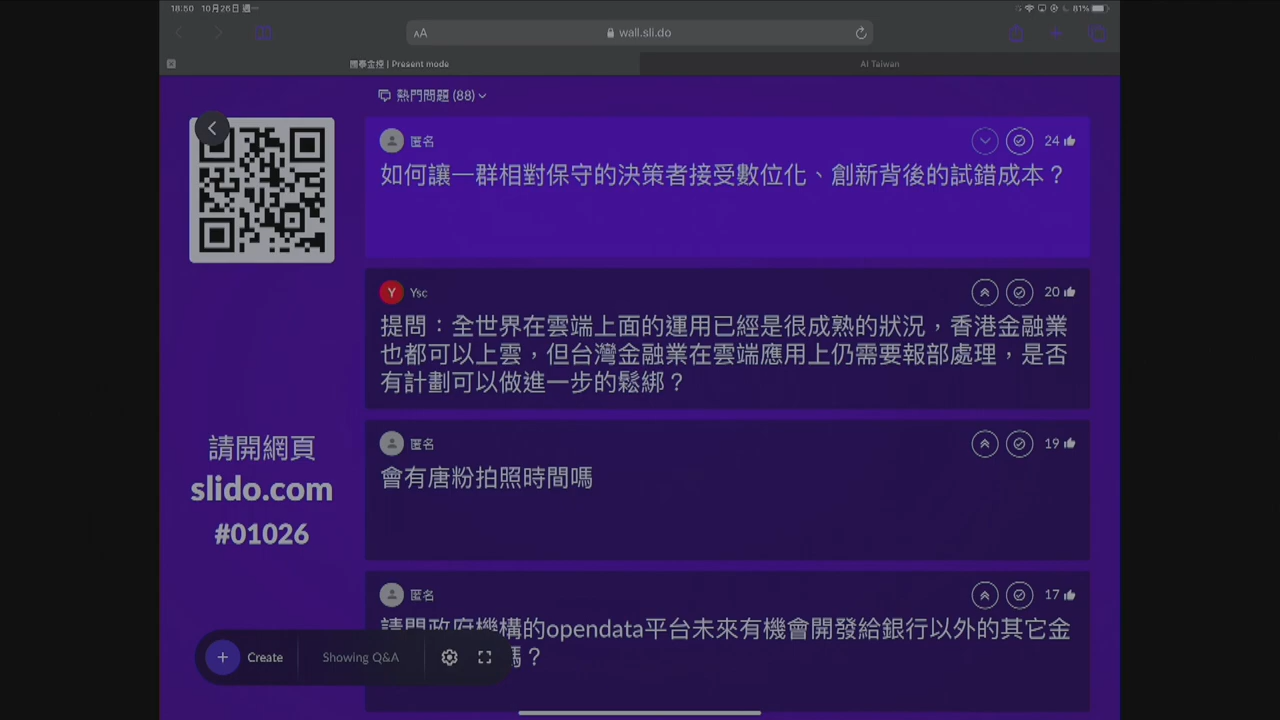 18:50 10月26日 週一
81%
AA
wall.sli.do
國泰金控 | Present mode
AI Taiwan
熱門問題 (88)
匿名
24
如何讓一群相對保守的決策者接受數位化、創新背後的試錯成本？
Y
Ysc
20
提問：全世界在雲端上面的運用已經是很成熟的狀況，香港金融業
也都可以上雲，但台灣金融業在雲端應用上仍需要報部處理，是否
有計劃可以做進一步的鬆綁？
匿名
19
會有唐粉拍照時間嗎
請開網頁
slido.com
#01026
匿名
17
請問政府機構的opendata平台未來有機會開發給銀行以外的其它金
嗎？
Create
Showing Q&A